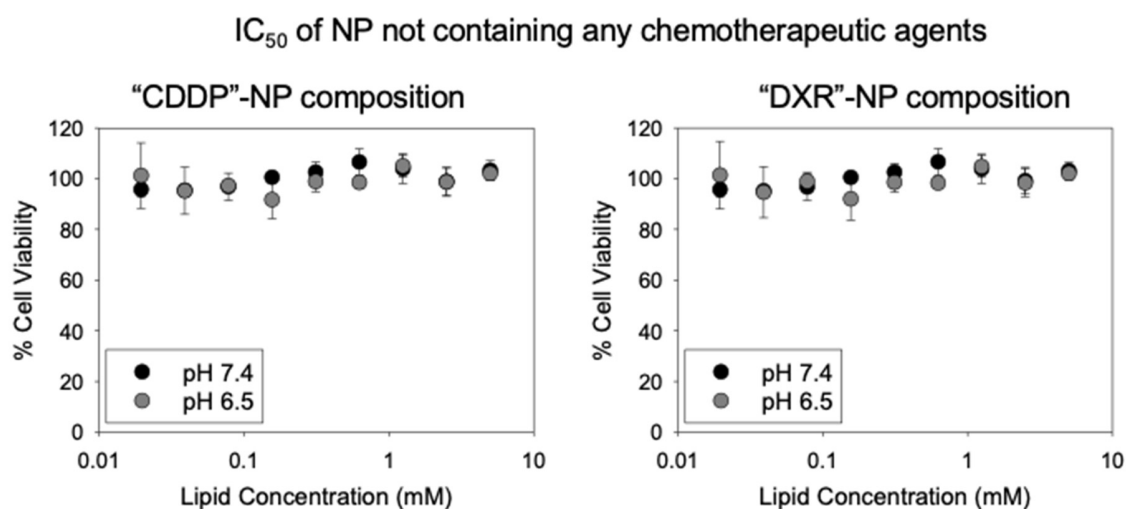 IC50 of NP not containing any chemotherapeutic agents
“CDDP”-NP composition
120
100
80
60
40
20
0
% Cell Viability
pH 7.4
pH 6.5
0.01
0.1
1
10
Lipid Concentration (mM)
“DXR”-NP composition
120
100
80
60
40
20
0
% Cell Viability
pH 7.4
pH 6.5
0.01
0.1
1
10
Lipid Concentration (mM)